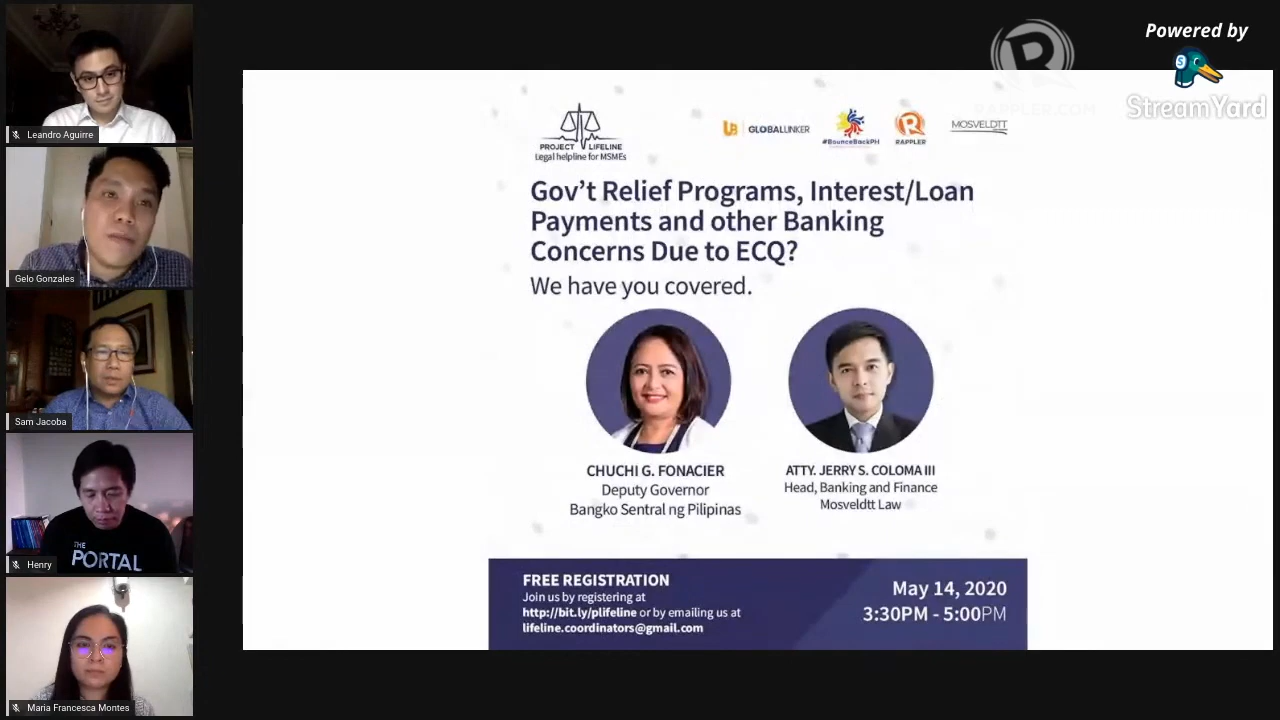 Leandro Aguirre
Gelo Gonzales
Sam Jacoba
THE
PORTAL
Henry
Maria Francesca Montes
R
RAPPLER.COM
Powered by
S
StreamYard
PROJECT LIFELINE
Legal helpline for MSMEs
UB GLOBALLINKER
#BounceBackPH
R
RAPPLER
MOSVELDTT
Gov't Relief Programs, Interest/Loan
Payments and other Banking
Concerns Due to ECQ?
We have you covered.
CHUCHI G. FONACIER
Deputy Governor
Bangko Sentral ng Pilipinas
ATTY. JERRY S. COLOMA III
Head, Banking and Finance
Mosveldtt Law
FREE REGISTRATION
Join us by registering at
http://bit.ly/plifeline or by emailing us at
lifeline.coordinators@gmail.com
May 14, 2020
3:30PM - 5:00PM